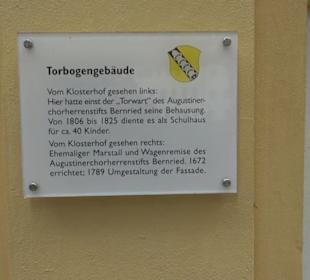 Torbogengebäude
Vom Klosterhof gesehen links:
Hier hatte einst der „Torwart" des Augustiner-
chorherrenstifts Bernried seine Behausung.
Von 1806 bis 1825 diente es als Schulhaus
für ca. 40 Kinder.
Vom Klosterhof gesehen rechts:
Ehemaliger Marstall und Wagenremise des
Augustinerchorherrenstifts Bernried. 1672
errichtet; 1789 Umgestaltung der Fassade.